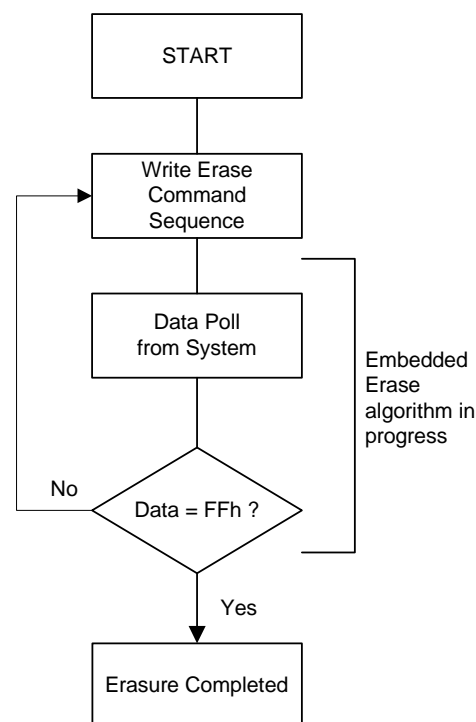 START
Write Erase
Command
Sequence
Data Poll
from System
Embedded
Erase
algorithm in
progress
No
Data = FFh ?
Yes
Erasure Completed